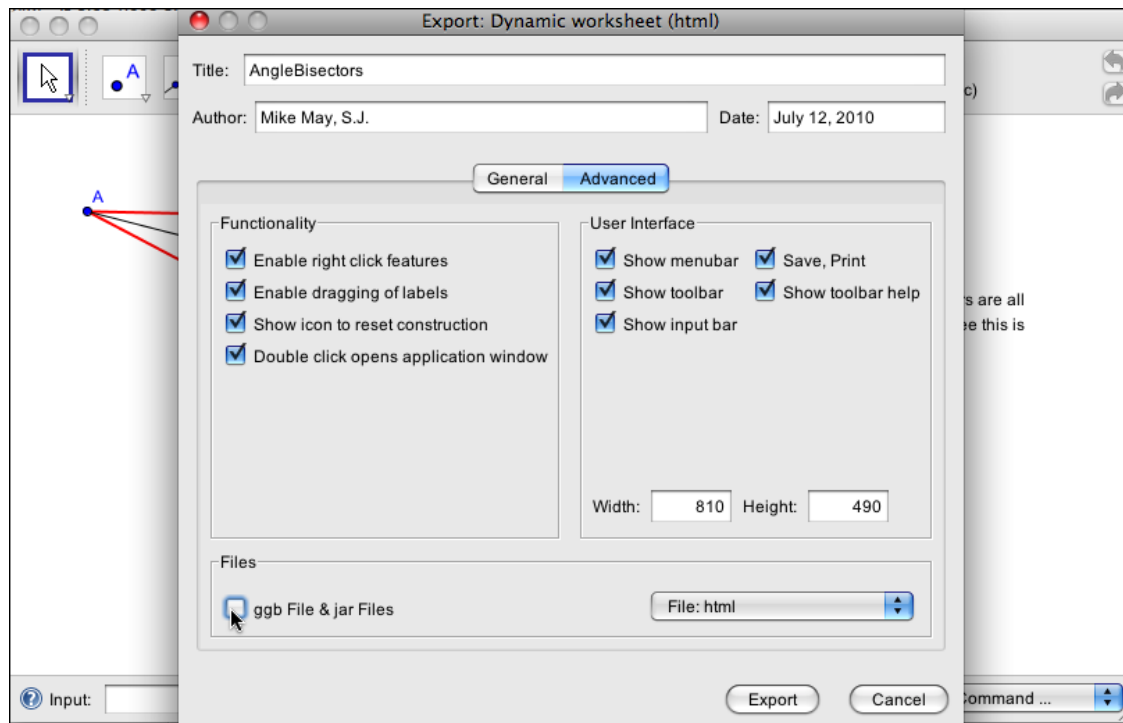 Export: Dynamic worksheet (html)
Title: AngleBisectors
Author: Mike May, S.J. Date: July 12, 2010
A
c)
General Advanced
A
Functionality
Enable right click features
Enable dragging of labels
Show icon to reset construction
Double click opens application window
User Interface
Show menubar Save, Print
Show toolbar Show toolbar help
Show input bar
Width: 810 Height: 490
s are all
ee this is
Files
ggb File & jar Files File: html
Export Cancel
Input: ommand ...